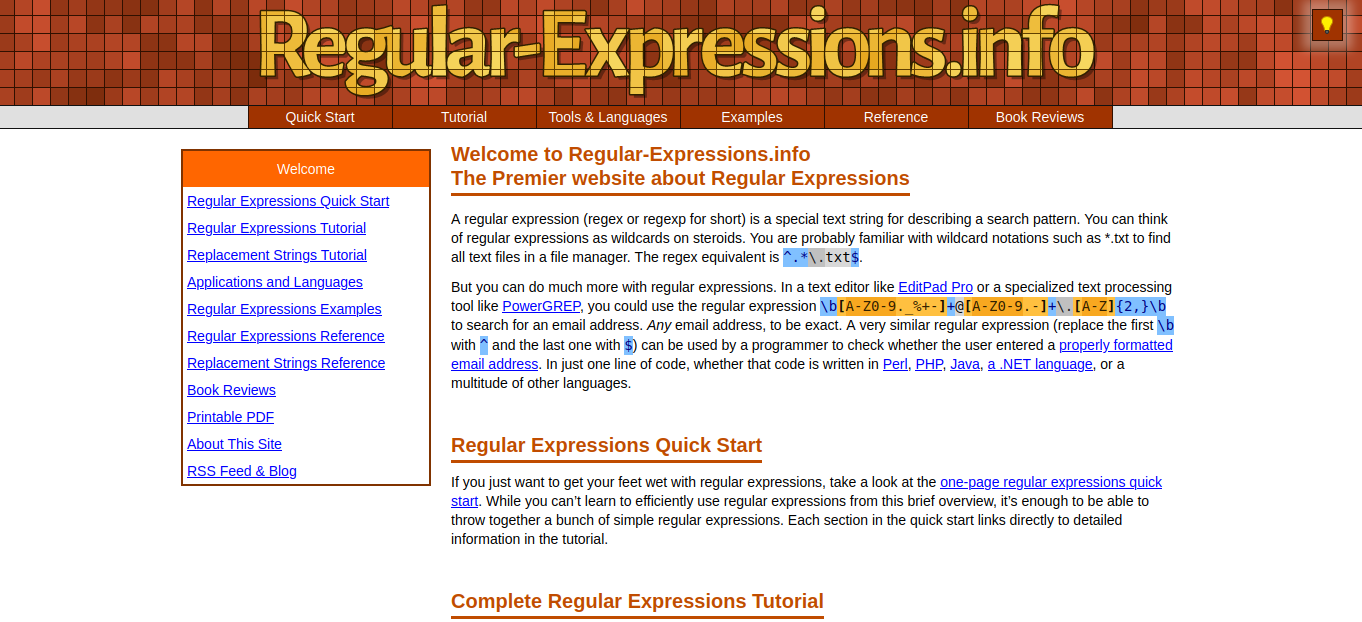 Regular-Expressions.info
Quick Start
Tutorial
Tools & Languages
Examples
Reference
Book Reviews
Welcome
Regular Expressions Quick Start
Regular Expressions Tutorial
Replacement Strings Tutorial
Applications and Languages
Regular Expressions Examples
Regular Expressions Reference
Replacement Strings Reference
Book Reviews
Printable PDF
About This Site
RSS Feed & Blog
Welcome to Regular-Expressions.info
The Premier website about Regular Expressions
A regular expression (regex or regexp for short) is a special text string for describing a search pattern. You can think
of regular expressions as wildcards on steroids. You are probably familiar with wildcard notations such as *.txt to find
all text files in a file manager. The regex equivalent is ^.*\.txt$.
But you can do much more with regular expressions. In a text editor like EditPad Pro or a specialized text processing
tool like PowerGREP, you could use the regular expression \b[A-Z0-9._%+-]+@[A-Z0-9.-]+\.[A-Z]{2,}\b
to search for an email address. Any email address, to be exact. A very similar regular expression (replace the first \b
with ^ and the last one with $) can be used by a programmer to check whether the user entered a properly formatted
email address. In just one line of code, whether that code is written in Perl, PHP, Java, a .NET language, or a
multitude of other languages.
Regular Expressions Quick Start
If you just want to get your feet wet with regular expressions, take a look at the one-page regular expressions quick
start. While you can’t learn to efficiently use regular expressions from this brief overview, it’s enough to be able to
throw together a bunch of simple regular expressions. Each section in the quick start links directly to detailed
information in the tutorial.
Complete Regular Expressions Tutorial